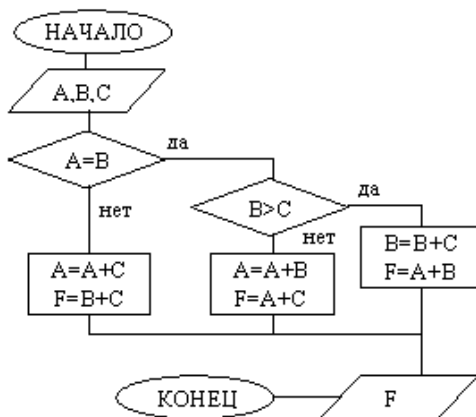 НАЧАЛО
A,B,C
A=B
да
нет
B>C
да
нет
A=A+C
F=B+C
A=A+B
F=A+C
B=B+C
F=A+B
КОНЕЦ
F